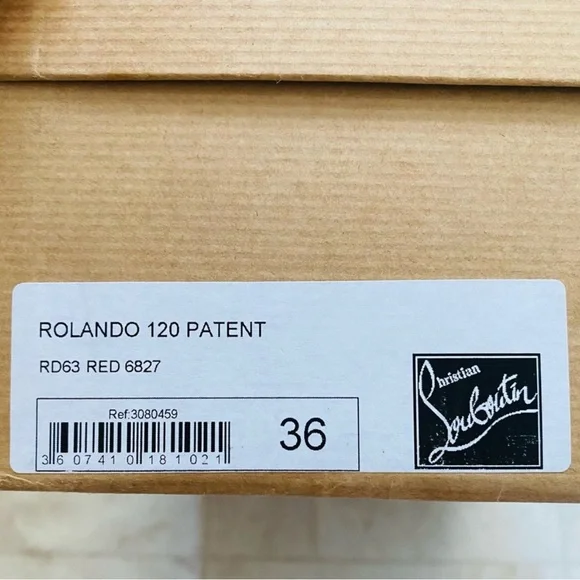 ROLANDO 120 PATENT
RD63 RED 6827
Ref:3080459
3 607410 181021
36
Christian
Louboutin